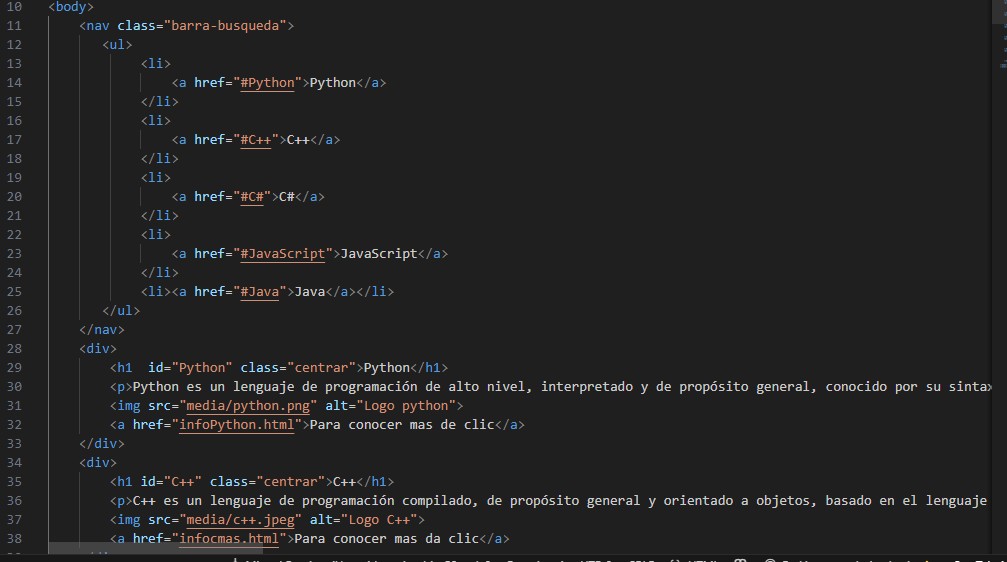 10 <body>
11 <nav class="barra-busqueda">
12 <ul>
13 <li>
14 <a href="#Python">Python</a>
15 </li>
16 <li>
17 <a href="#C++">C++</a>
18 </li>
19 <li>
20 <a href="#C#">C#</a>
21 </li>
22 <li>
23 <a href="#JavaScript">JavaScript</a>
24 </li>
25 <li><a href="#Java">Java</a></li>
26 </ul>
27 </nav>
28 <div>
29 <h1  id="Python" class="centrar">Python</h1>
30 <p>Python es un lenguaje de programación de alto nivel, interpretado y de propósito general, conocido por su sinta
31 <img src="media/python.png" alt="Logo python">
32 <a href="infoPython.html">Para conocer mas de clic</a>
33 </div>
34 <div>
35 <h1 id="C++" class="centrar">C++</h1>
36 <p>C++ es un lenguaje de programación compilado, de propósito general y orientado a objetos, basado en el lenguaje
37 <img src="media/c++.jpeg" alt="Logo C++">
38 <a href="infocmas.html">Para conocer mas da clic</a>